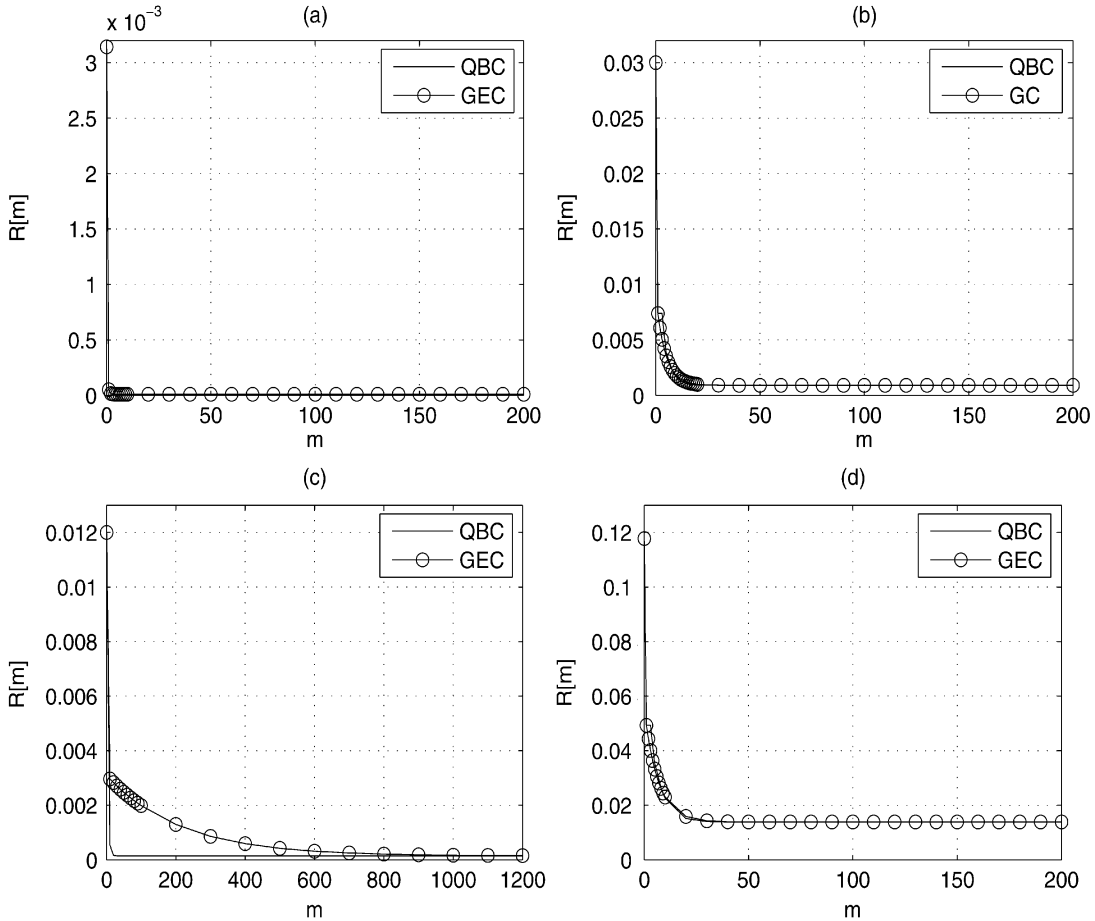 (a)
x 10⁻³
3
2.5
2
1.5
1
0.5
0
R[m]
0 50 100 150 200
m
QBC
GEC
(b)
0.03
0.025
0.02
0.015
0.01
0.005
0
R[m]
0 50 100 150 200
m
QBC
GC
(c)
0.012
0.01
0.008
0.006
0.004
0.002
0
R[m]
0 200 400 600 800 1000 1200
m
QBC
GEC
(d)
0.12
0.1
0.08
0.06
0.04
0.02
0
R[m]
0 50 100 150 200
m
QBC
GEC